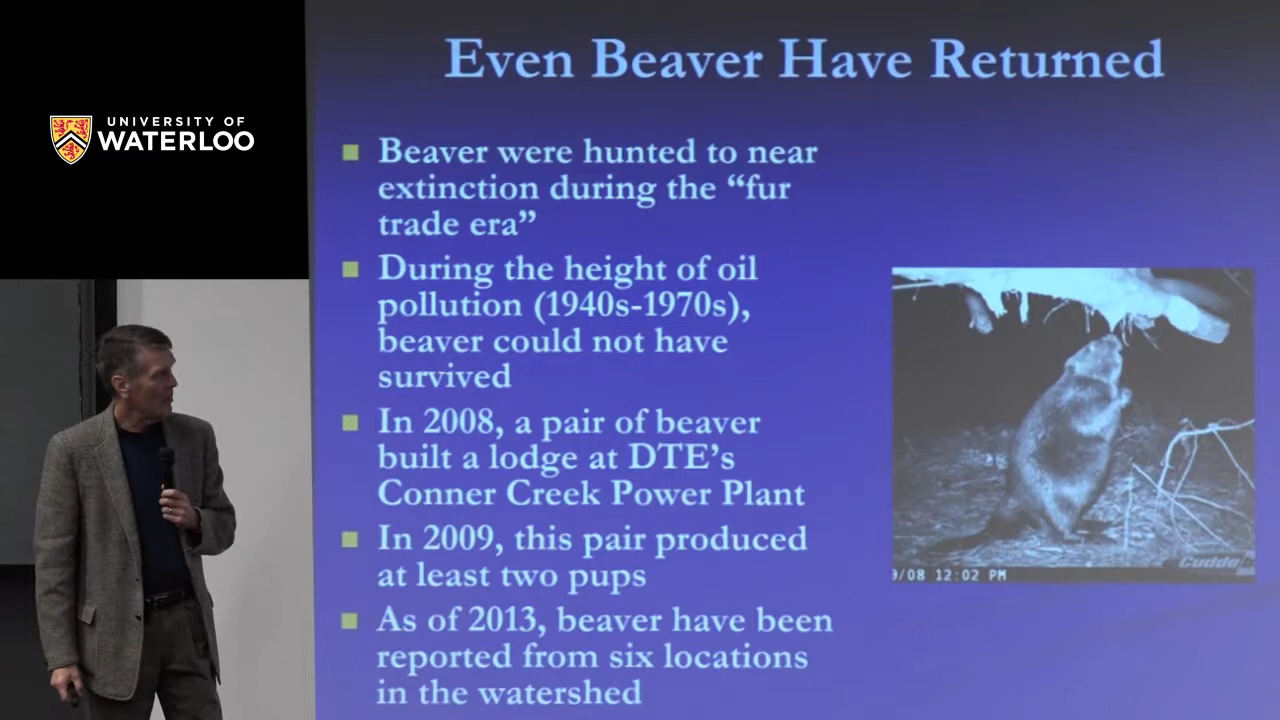 UNIVERSITY OF
WATERLOO
Even Beaver Have Returned
Beaver were hunted to near
extinction during the “fur
trade era”
During the height of oil
pollution (1940s-1970s),
beaver could not have
survived
In 2008, a pair of beaver
built a lodge at DTE’s
Conner Creek Power Plant
In 2009, this pair produced
at least two pups
As of 2013, beaver have been
reported from six locations
in the watershed
9/08 12:02 PM